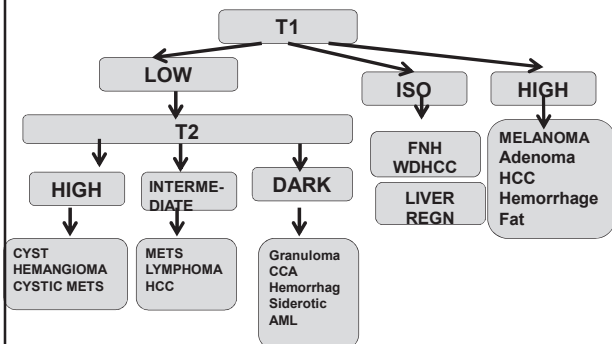 T1
LOW
ISO
HIGH
T2
FNH
WDHCC
LIVER
REGN
MELANOMA
Adenoma
HCC
Hemorrhage
Fat
HIGH
INTERME-
DIATE
DARK
CYST
HEMANGIOMA
CYSTIC METS
METS
LYMPHOMA
HCC
Granuloma
CCA
Hemorrhag
Siderotic
AML